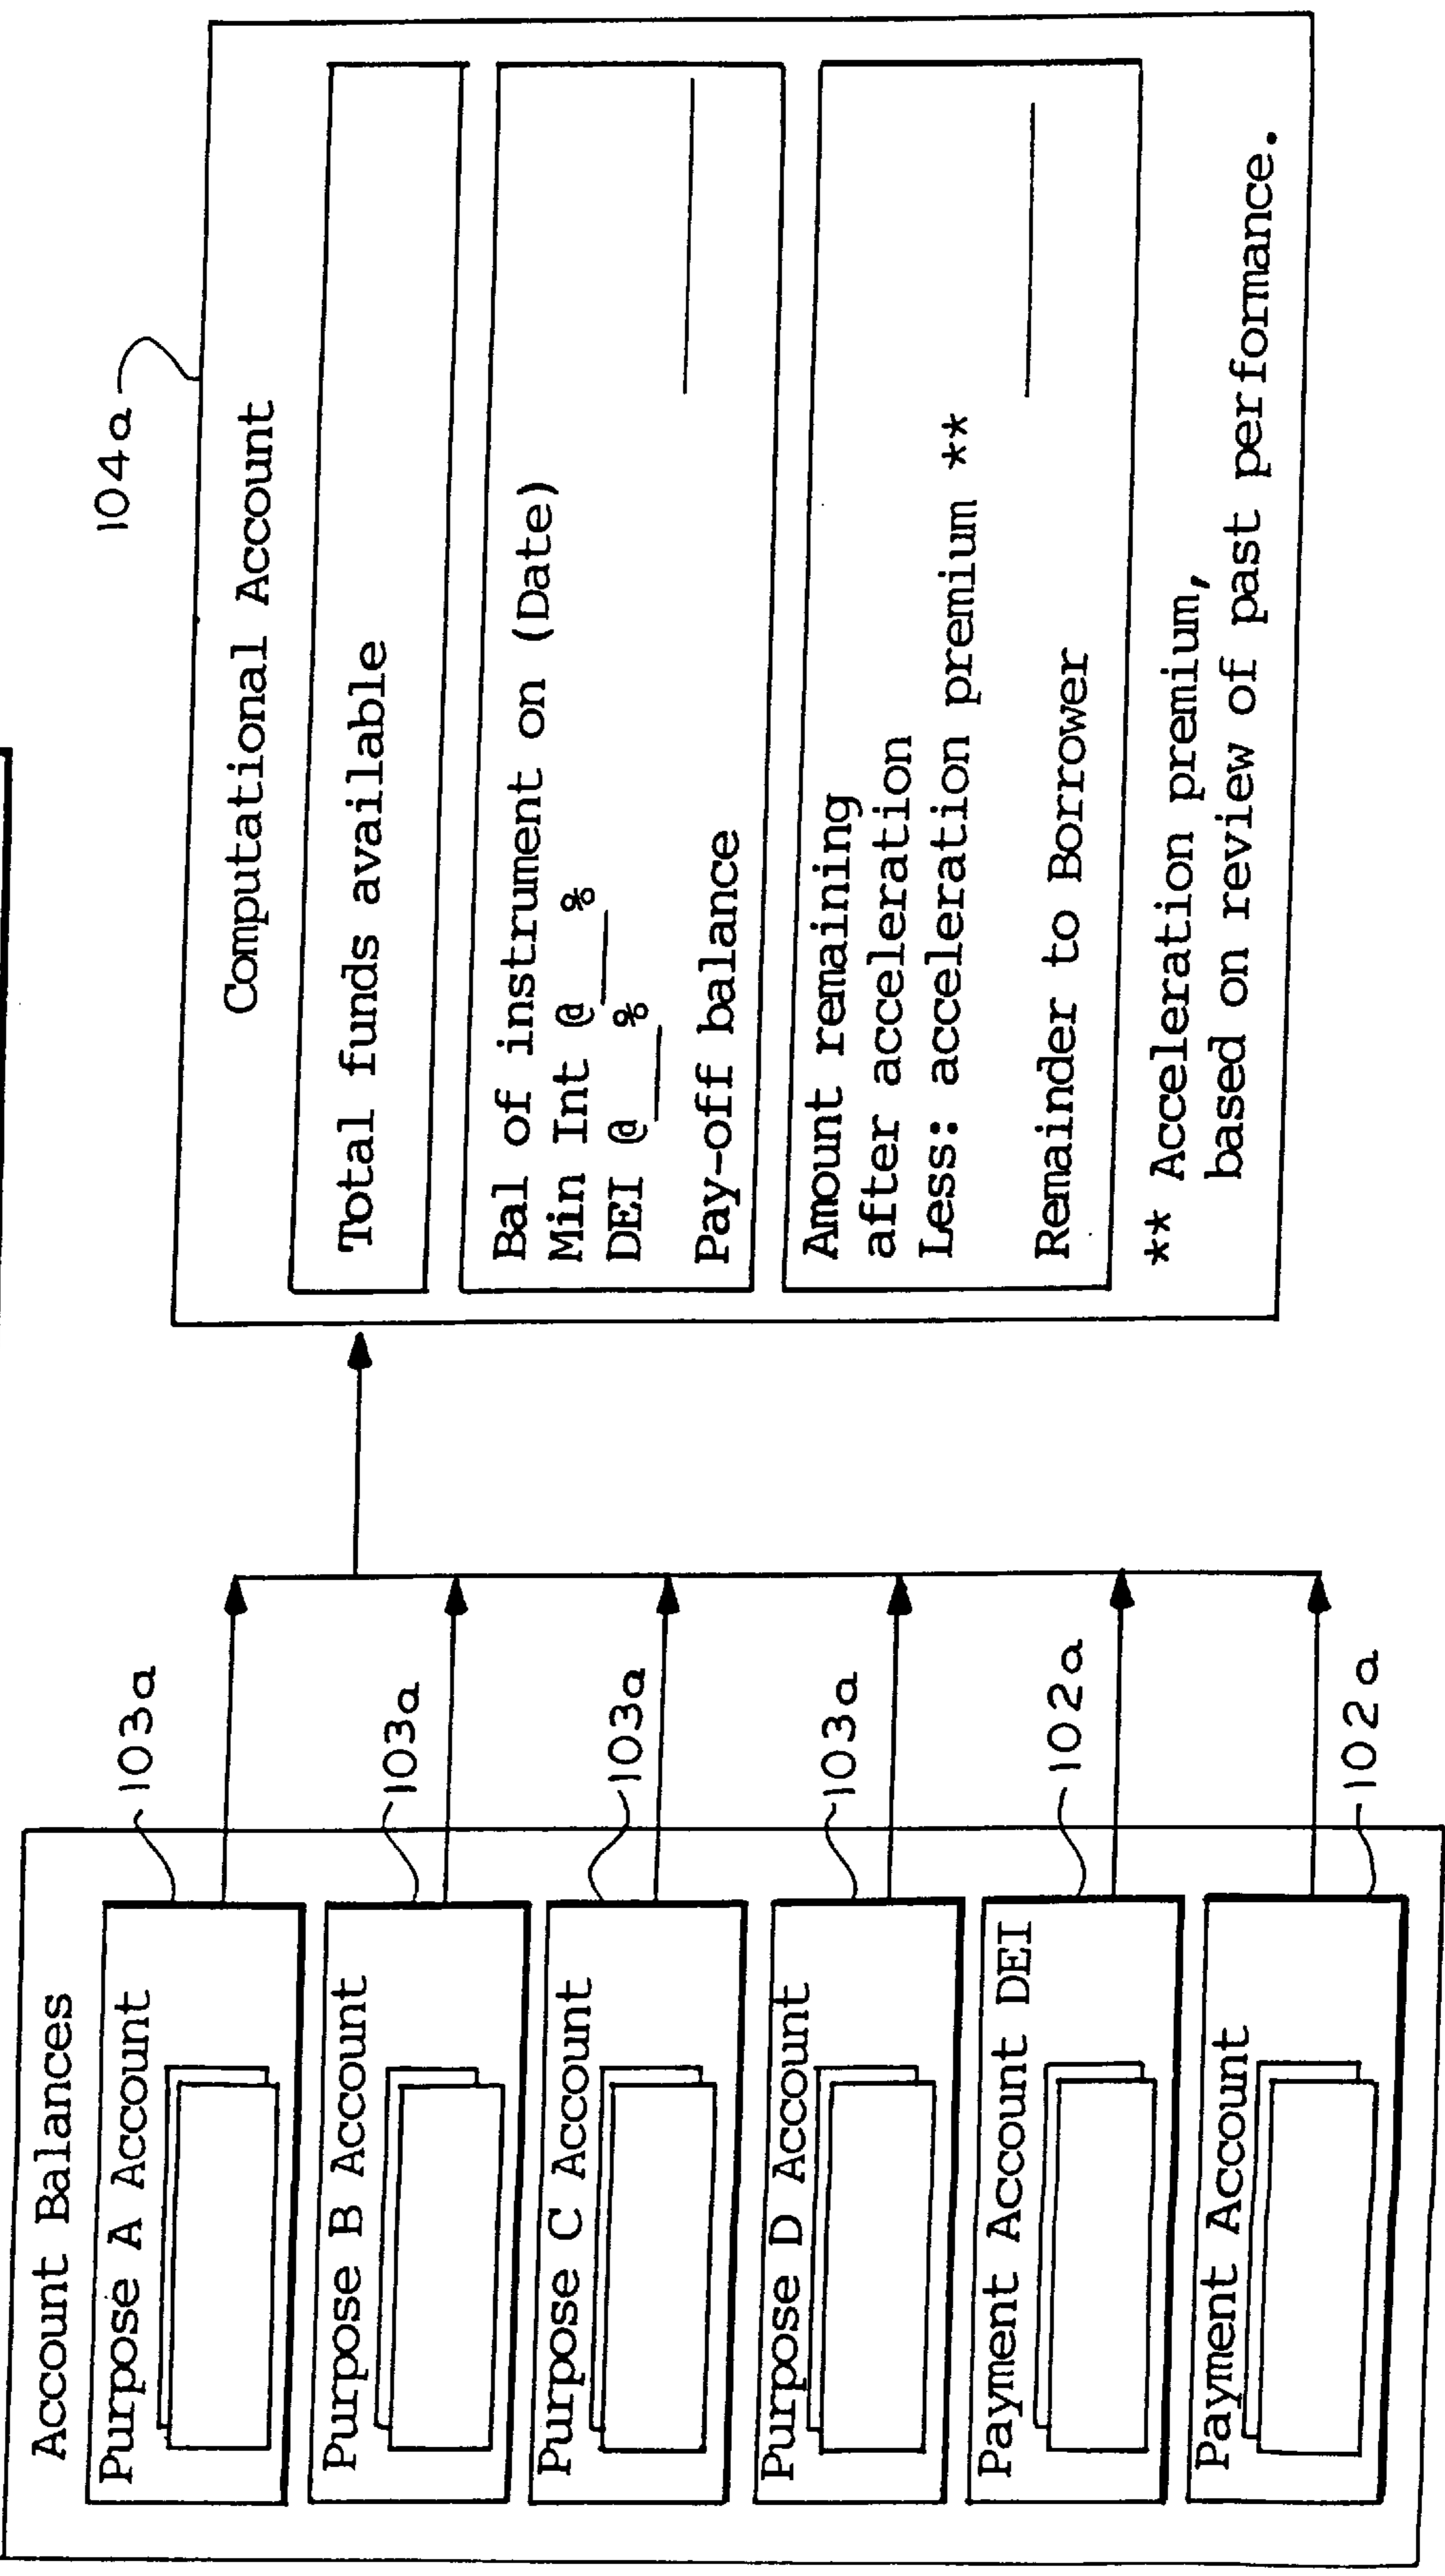 Account Balances
Purpose A Account
103a
Purpose B Account
103a
Purpose C Account
103a
Purpose D Account
103a
Payment Account DEI
102a
Payment Account
102a
104a
Computational Account
Total funds available
Bal of instrument on (Date)
Min Int @ ___ %
DEI @ ___ %
Pay-off balance
Amount remaining
after acceleration
Less: acceleration premium **
Remainder to Borrower
** Acceleration premium,
based on review of past performance.